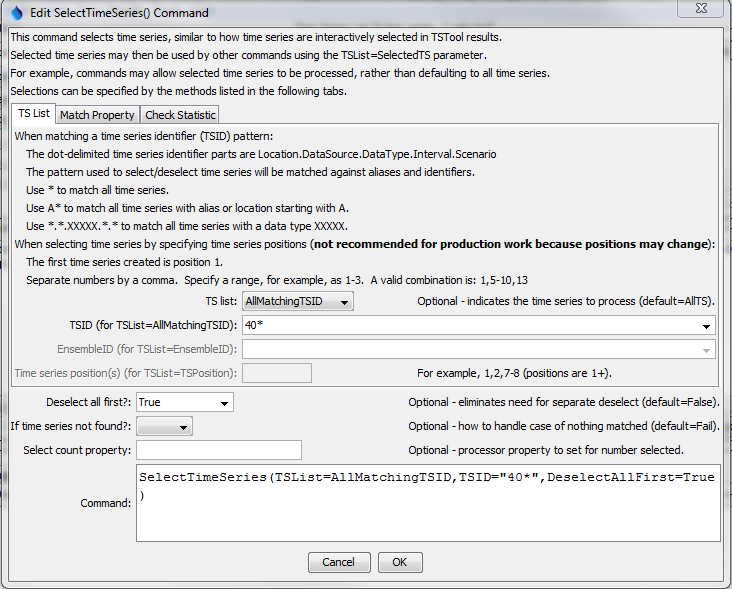 Edit SelectTimeSeries() Command
This command selects time series, similar to how time series are interactively selected in TSTool results.
Selected time series may then be used by other commands using the TSList=SelectedTS parameter.
For example, commands may allow selected time series to be processed, rather than defaulting to all time series.
Selections can be specified by the methods listed in the following tabs.
TS List Match Property Check Statistic
When matching a time series identifier (TSID) pattern:
The dot-delimited time series identifier parts are Location.DataSource.DataType.Interval.Scenario
The pattern used to select/deselect time series will be matched against aliases and identifiers.
Use * to match all time series.
Use A* to match all time series with alias or location starting with A.
Use *.*.XXXXX.*.* to match all time series with a data type XXXXX.
When selecting time series by specifying time series positions (not recommended for production work because positions may change):
The first time series created is position 1.
Separate numbers by a comma. Specify a range, for example, as 1-3. A valid combination is: 1,5-10,13
TS list: AllMatchingTSID Optional - indicates the time series to process (default=AllTS).
TSID (for TSList=AllMatchingTSID): 40*
EnsembleID (for TSList=EnsembleID):
Time series position(s) (for TSList=TSPosition): For example, 1,2,7-8 (positions are 1+).
Deselect all first?: True Optional - eliminates need for separate deselect (default=False).
If time series not found?: Optional - how to handle case of nothing matched (default=Fail).
Select count property: Optional - processor property to set for number selected.
Command: SelectTimeSeries(TSList=AllMatchingTSID,TSID="40*",DeselectAllFirst=True
)
Cancel OK